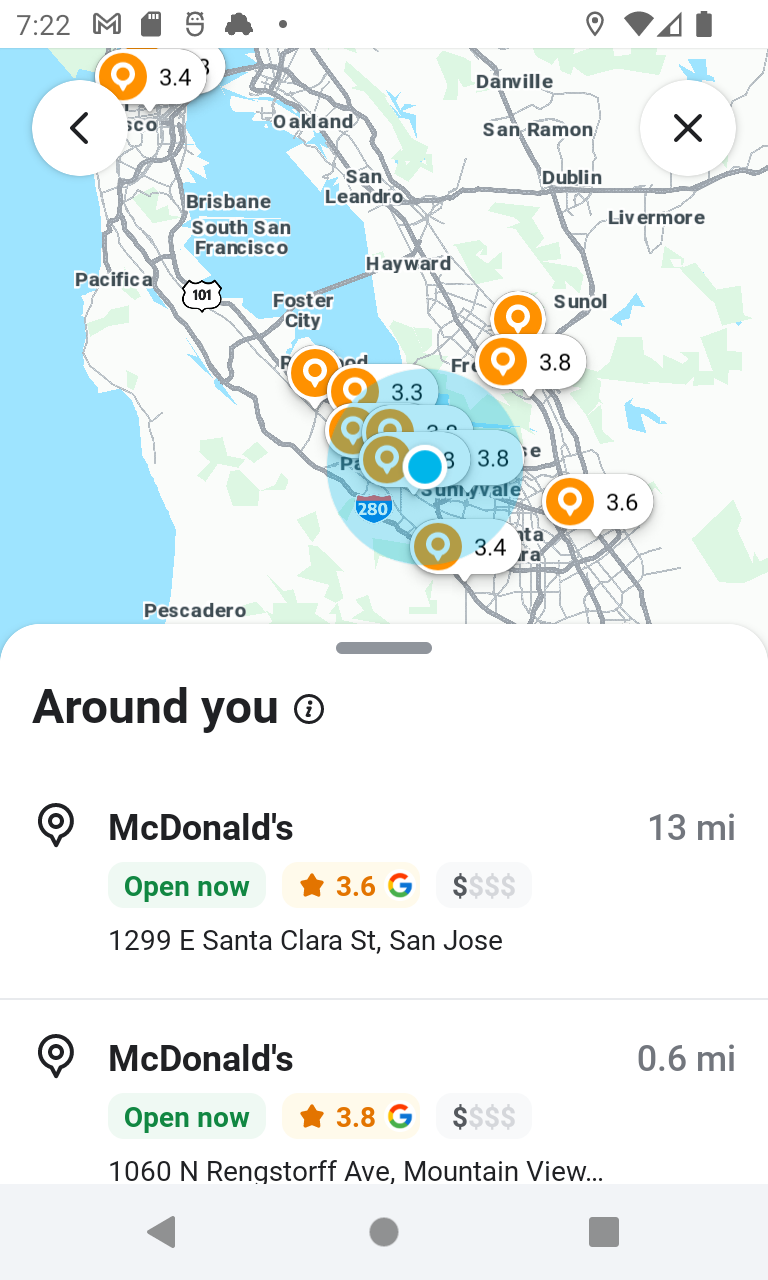 7:22
3.4
Danville
Oakland
San Ramon
San
Leandro
Dublin
Brisbane
Livermore
South San
Francisco
Hayward
Pacifica
101
Foster
City
Sunol
3.8
3.3
3.8
280
3.6
3.4
Pescadero
Around you
McDonald's
13 mi
Open now
3.6
$$$$
1299 E Santa Clara St, San Jose
McDonald's
0.6 mi
Open now
3.8
$$$$
1060 N Rengstorff Ave, Mountain View...